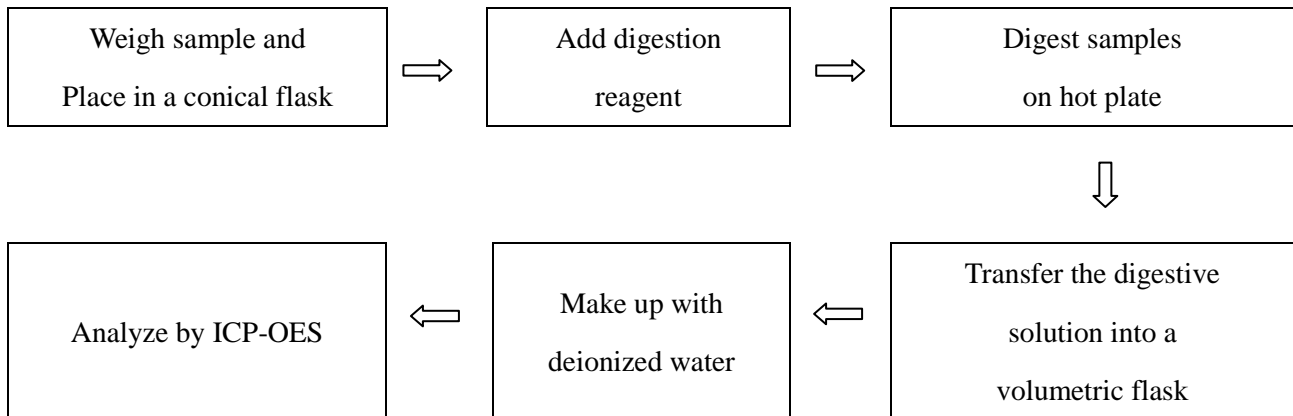 Weigh sample and
Place in a conical flask
Add digestion
reagent
Digest samples
on hot plate
Transfer the digestive
solution into a
volumetric flask
Make up with
deionized water
Analyze by ICP-OES